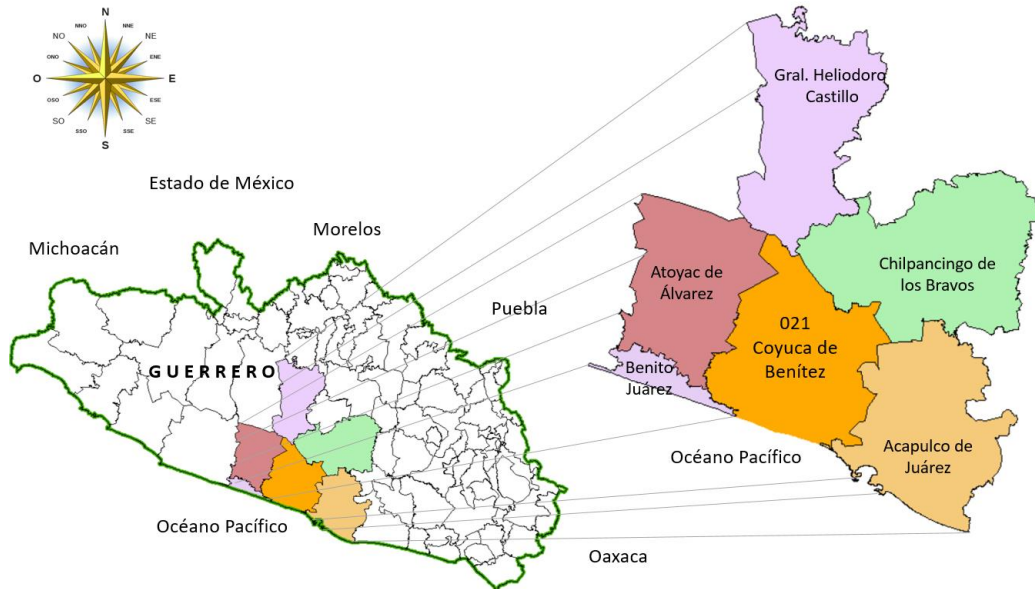 N
NNO
NNE
NO
NE
ONO
ENE
O
E
OSO
ESE
SO
SE
SSO
SSE
S
Estado de México
Michoacán
Morelos
Puebla
GUERRERO
Océano Pacífico
Oaxaca
Gral. Heliodoro
Castillo
Atoyac de
Álvarez
Chilpancingo de
los Bravos
021
Coyuca de
Benítez
Benito
Juárez
Océano Pacífico
Acapulco de
Juárez